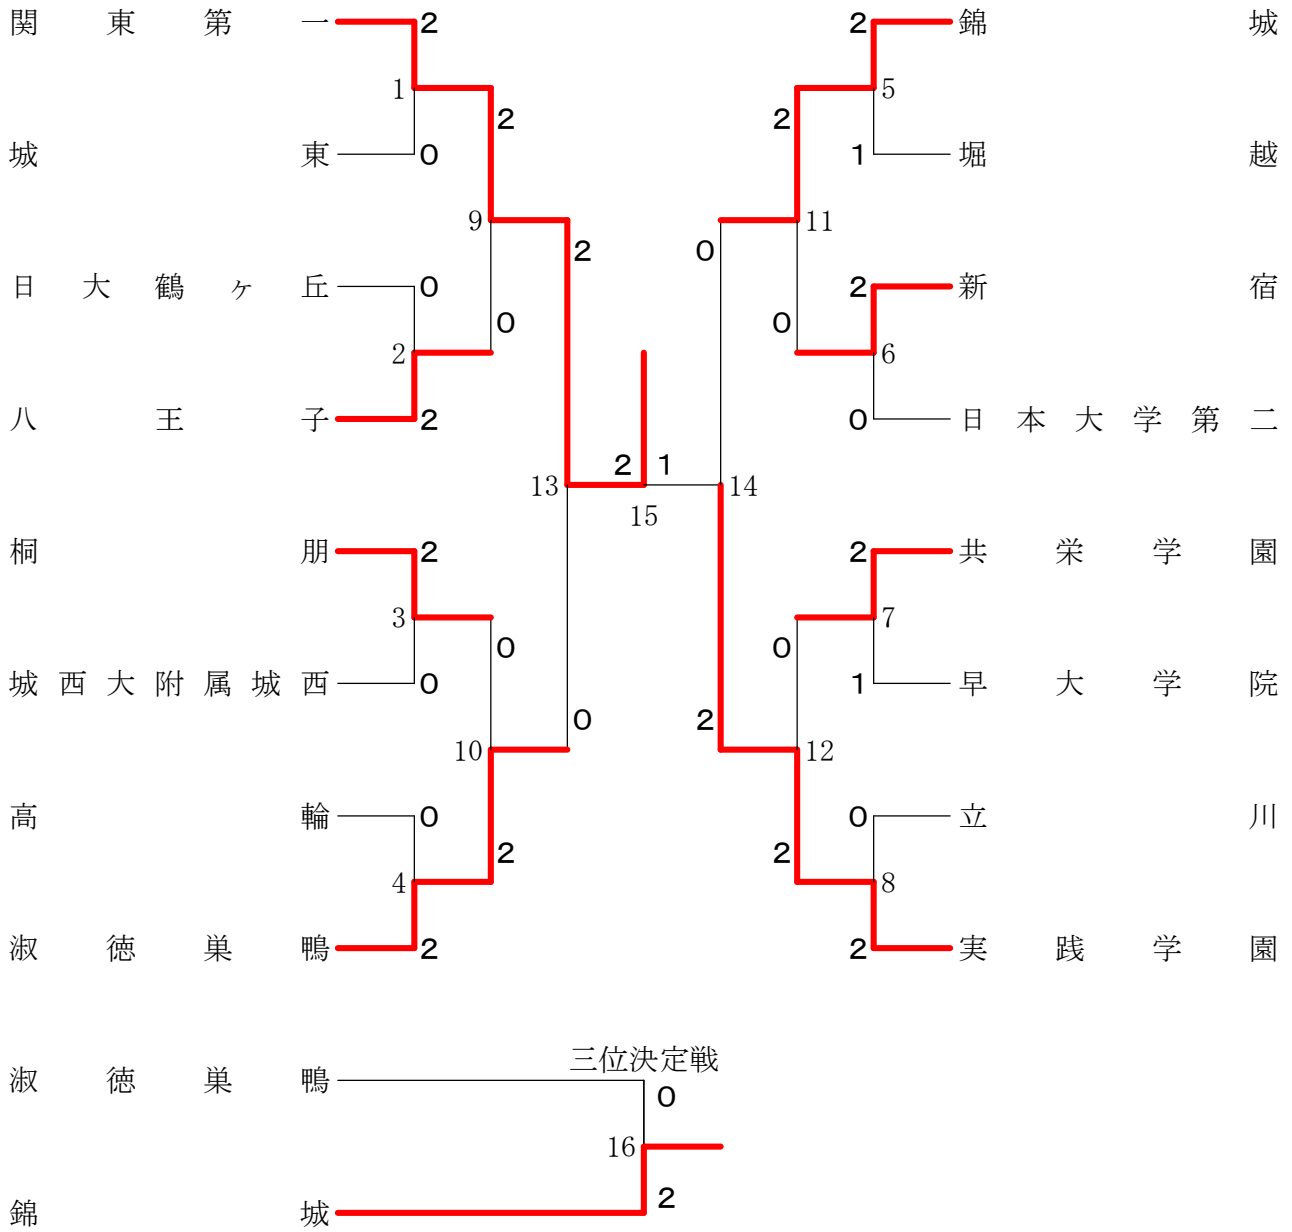 関東第一 2 2 錦城
1 5
2 2
城東 0 1 堀越
9 11
2 0
日大鶴ヶ丘 0 2 新宿
0 0
2 6
八王子 2 0 日本大学第二
2 1
13 14
15
桐朋 2 2 共栄学園
3 7
0 0
城西大附属城西 0 1 早大学院
0 2
10 12
高輪 0 0 立川
2 2
4 8
淑徳巣鴨 2 2 実践学園
三位決定戦
淑徳巣鴨
0
16
2
錦城